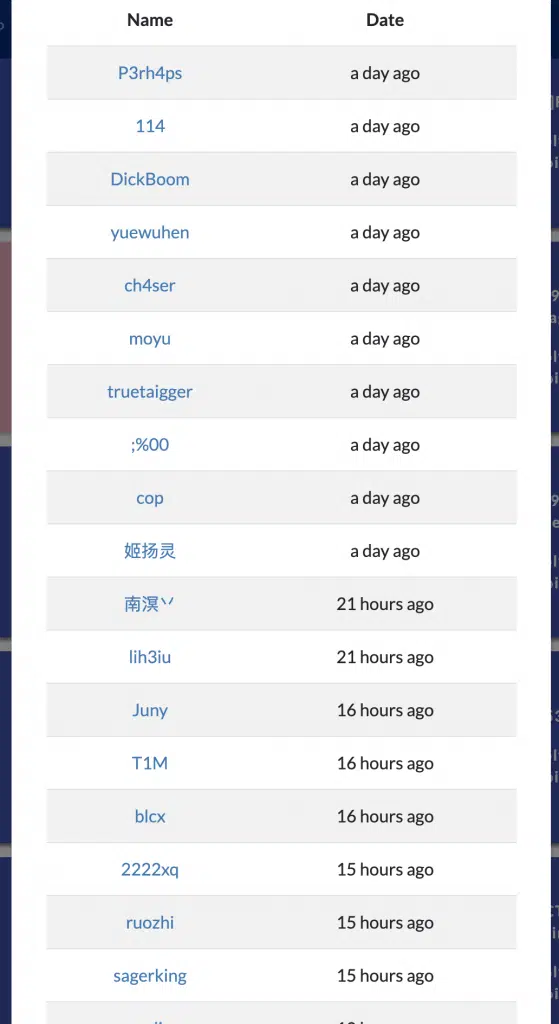 Name Date
P3rh4ps a day ago
114 a day ago
DickBoom a day ago
yuewuhen a day ago
ch4ser a day ago
moyu a day ago
truetaigger a day ago
;%00 a day ago
cop a day ago
姬扬灵 a day ago
南溟丷 21 hours ago
lih3iu 21 hours ago
Juny 16 hours ago
T1M 16 hours ago
blcx 16 hours ago
2222xq 15 hours ago
ruozhi 15 hours ago
sagerking 15 hours ago